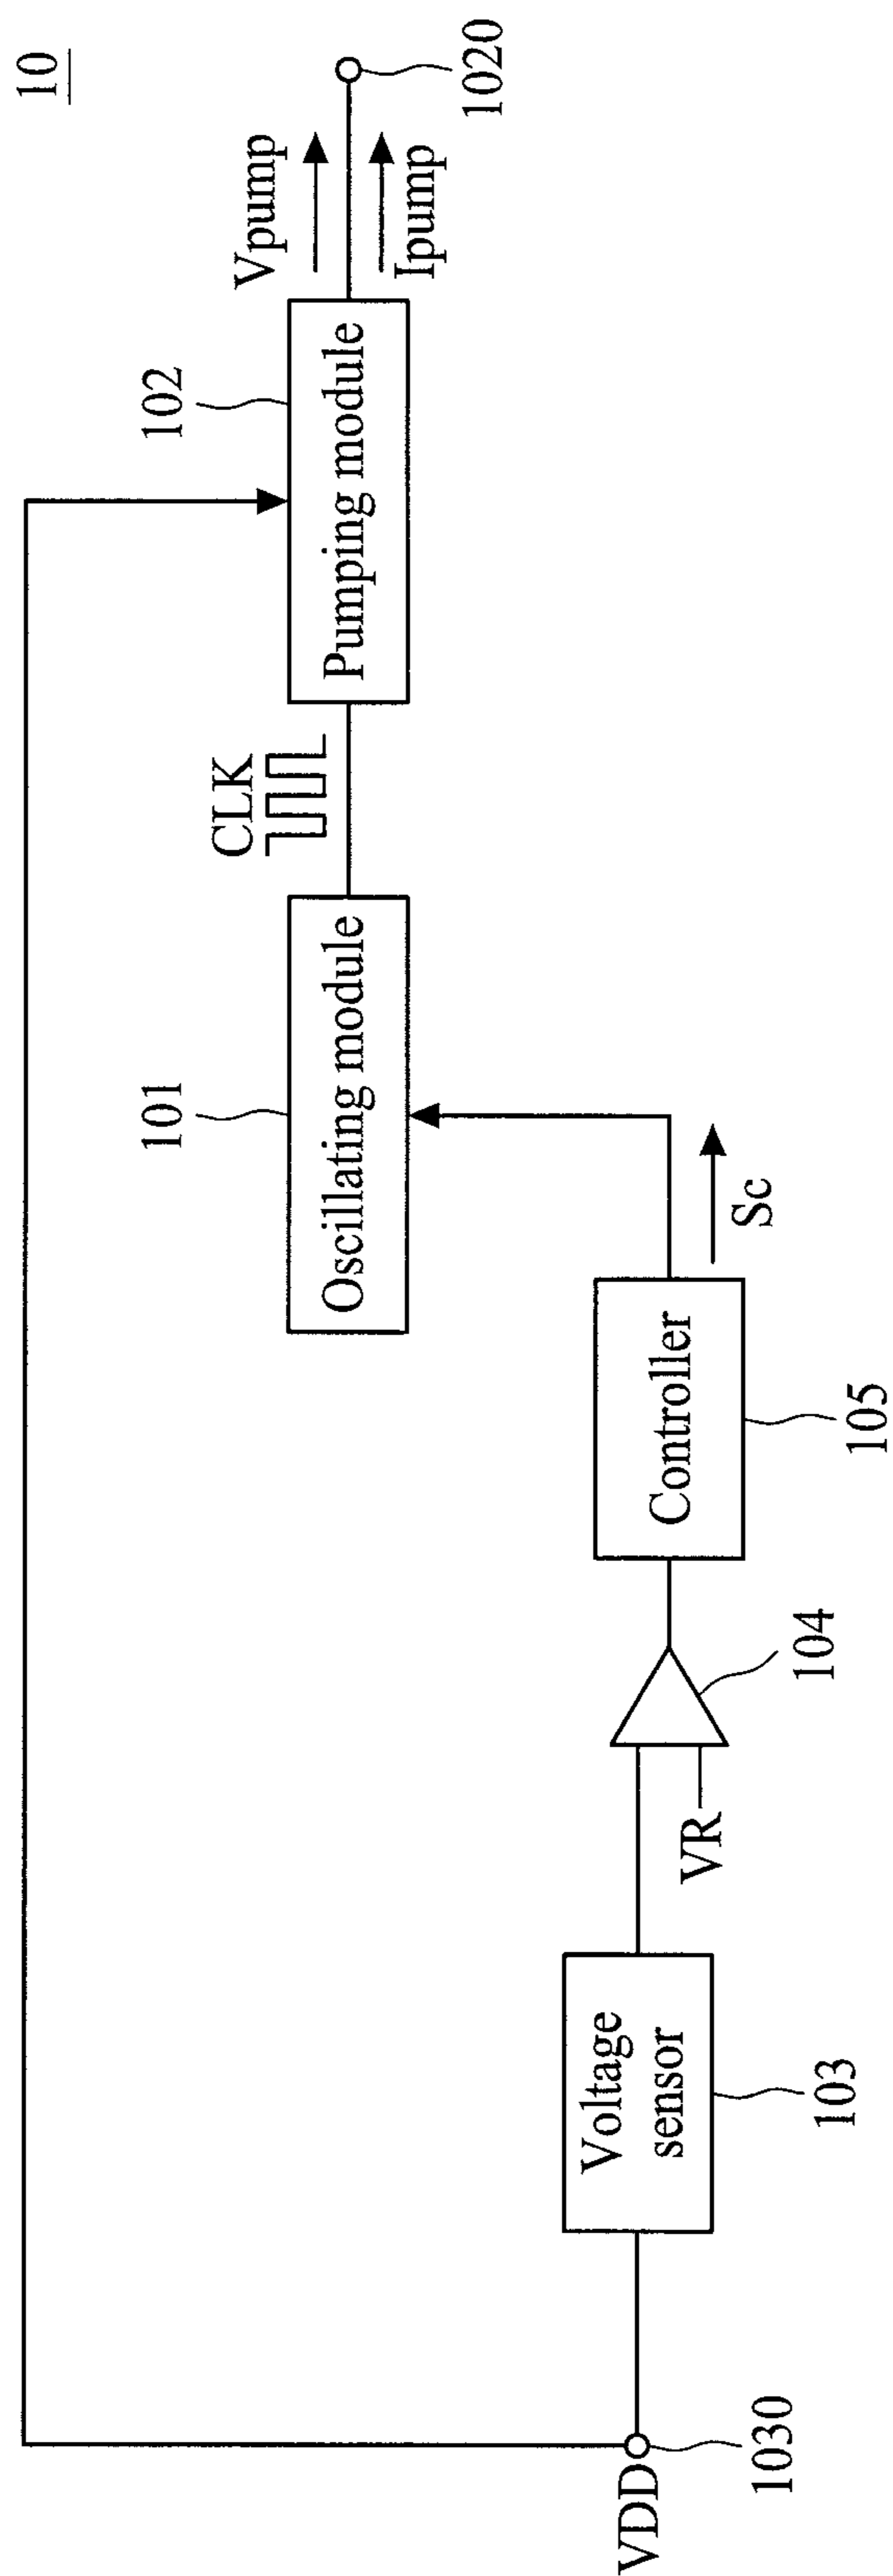 10
102
Vpump
1020
CLK
Pumping module
Ipump
101
Oscillating module
Sc
Controller
105
104
VR
Voltage
sensor
103
VDD
1030